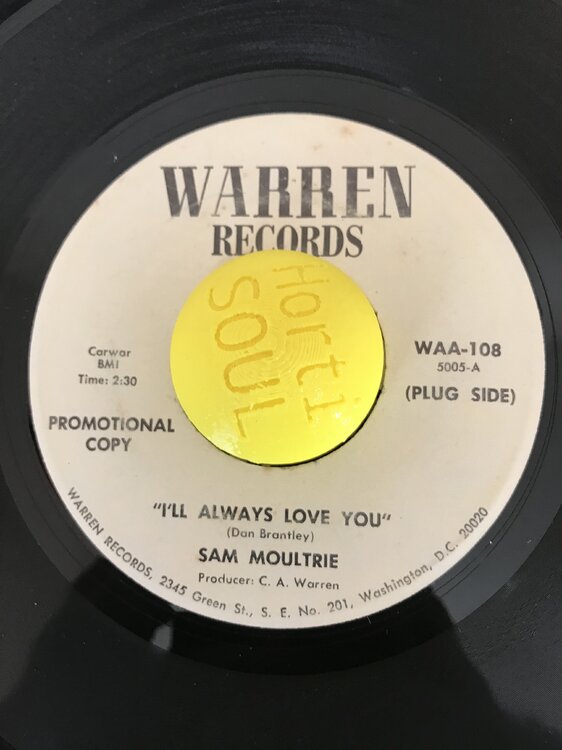 WARREN
RECORDS
Horti
SOUL
Carwar
BMI
Time: 2:30
WAA-108
5005-A
(PLUG SIDE)
PROMOTIONAL
COPY
"I'LL ALWAYS LOVE YOU"
(Dan Brantley)
SAM MOULTRIE
Producer: C. A. Warren
WARREN RECORDS, 2345 Green St., S. E. No. 201, Washington, D.C. 20020